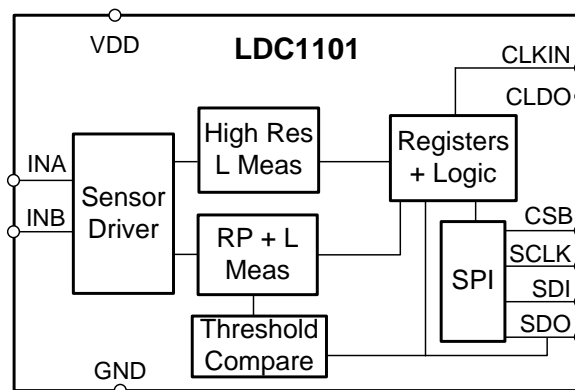 VDD
LDC1101
CLKIN
CLDO
High Res
L Meas
Registers
+ Logic
INA
INB
Sensor
Driver
RP + L
Meas
CSB
SCLK
SPI
SDI
SDO
Threshold
Compare
GND